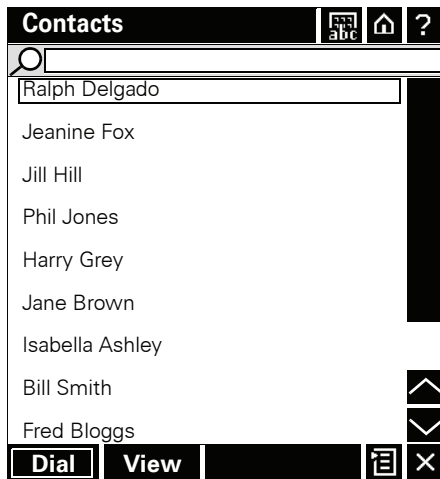 Contacts abc ?
Ralph Delgado
Jeanine Fox
Jill Hill
Phil Jones
Harry Grey
Jane Brown
Isabella Ashley
Bill Smith
Fred Bloggs
Dial View